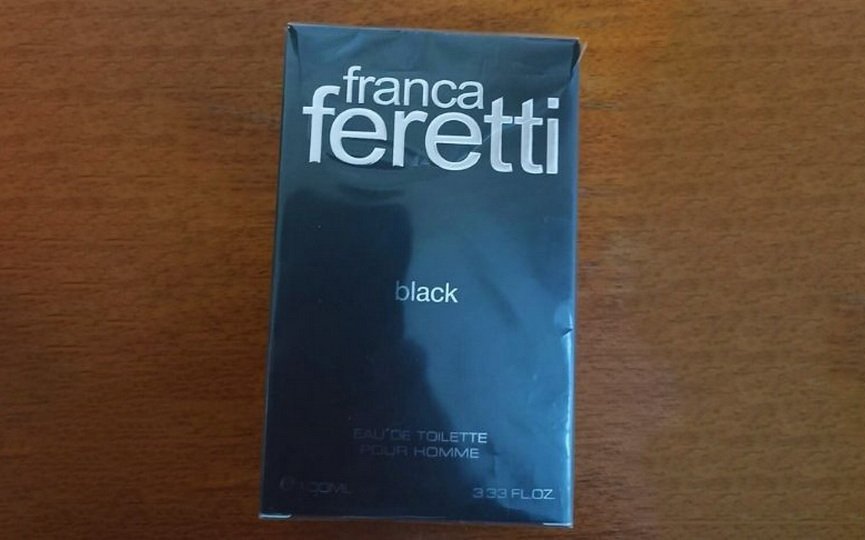 franca
feretti
black
EAU DE TOILETTE
POUR HOMME
e 100ML 3.33 FL.OZ.